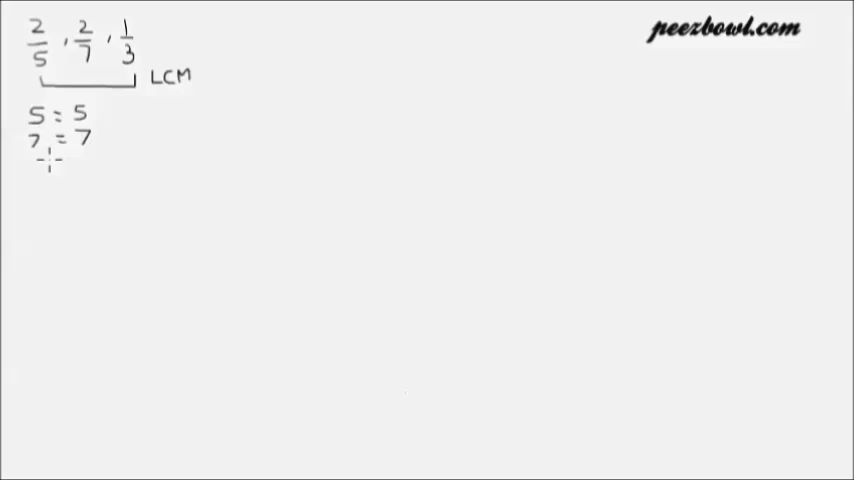 peezbowl.com
2/5 , 2/7 , 1/3
LCM
5 = 5
7 = 7